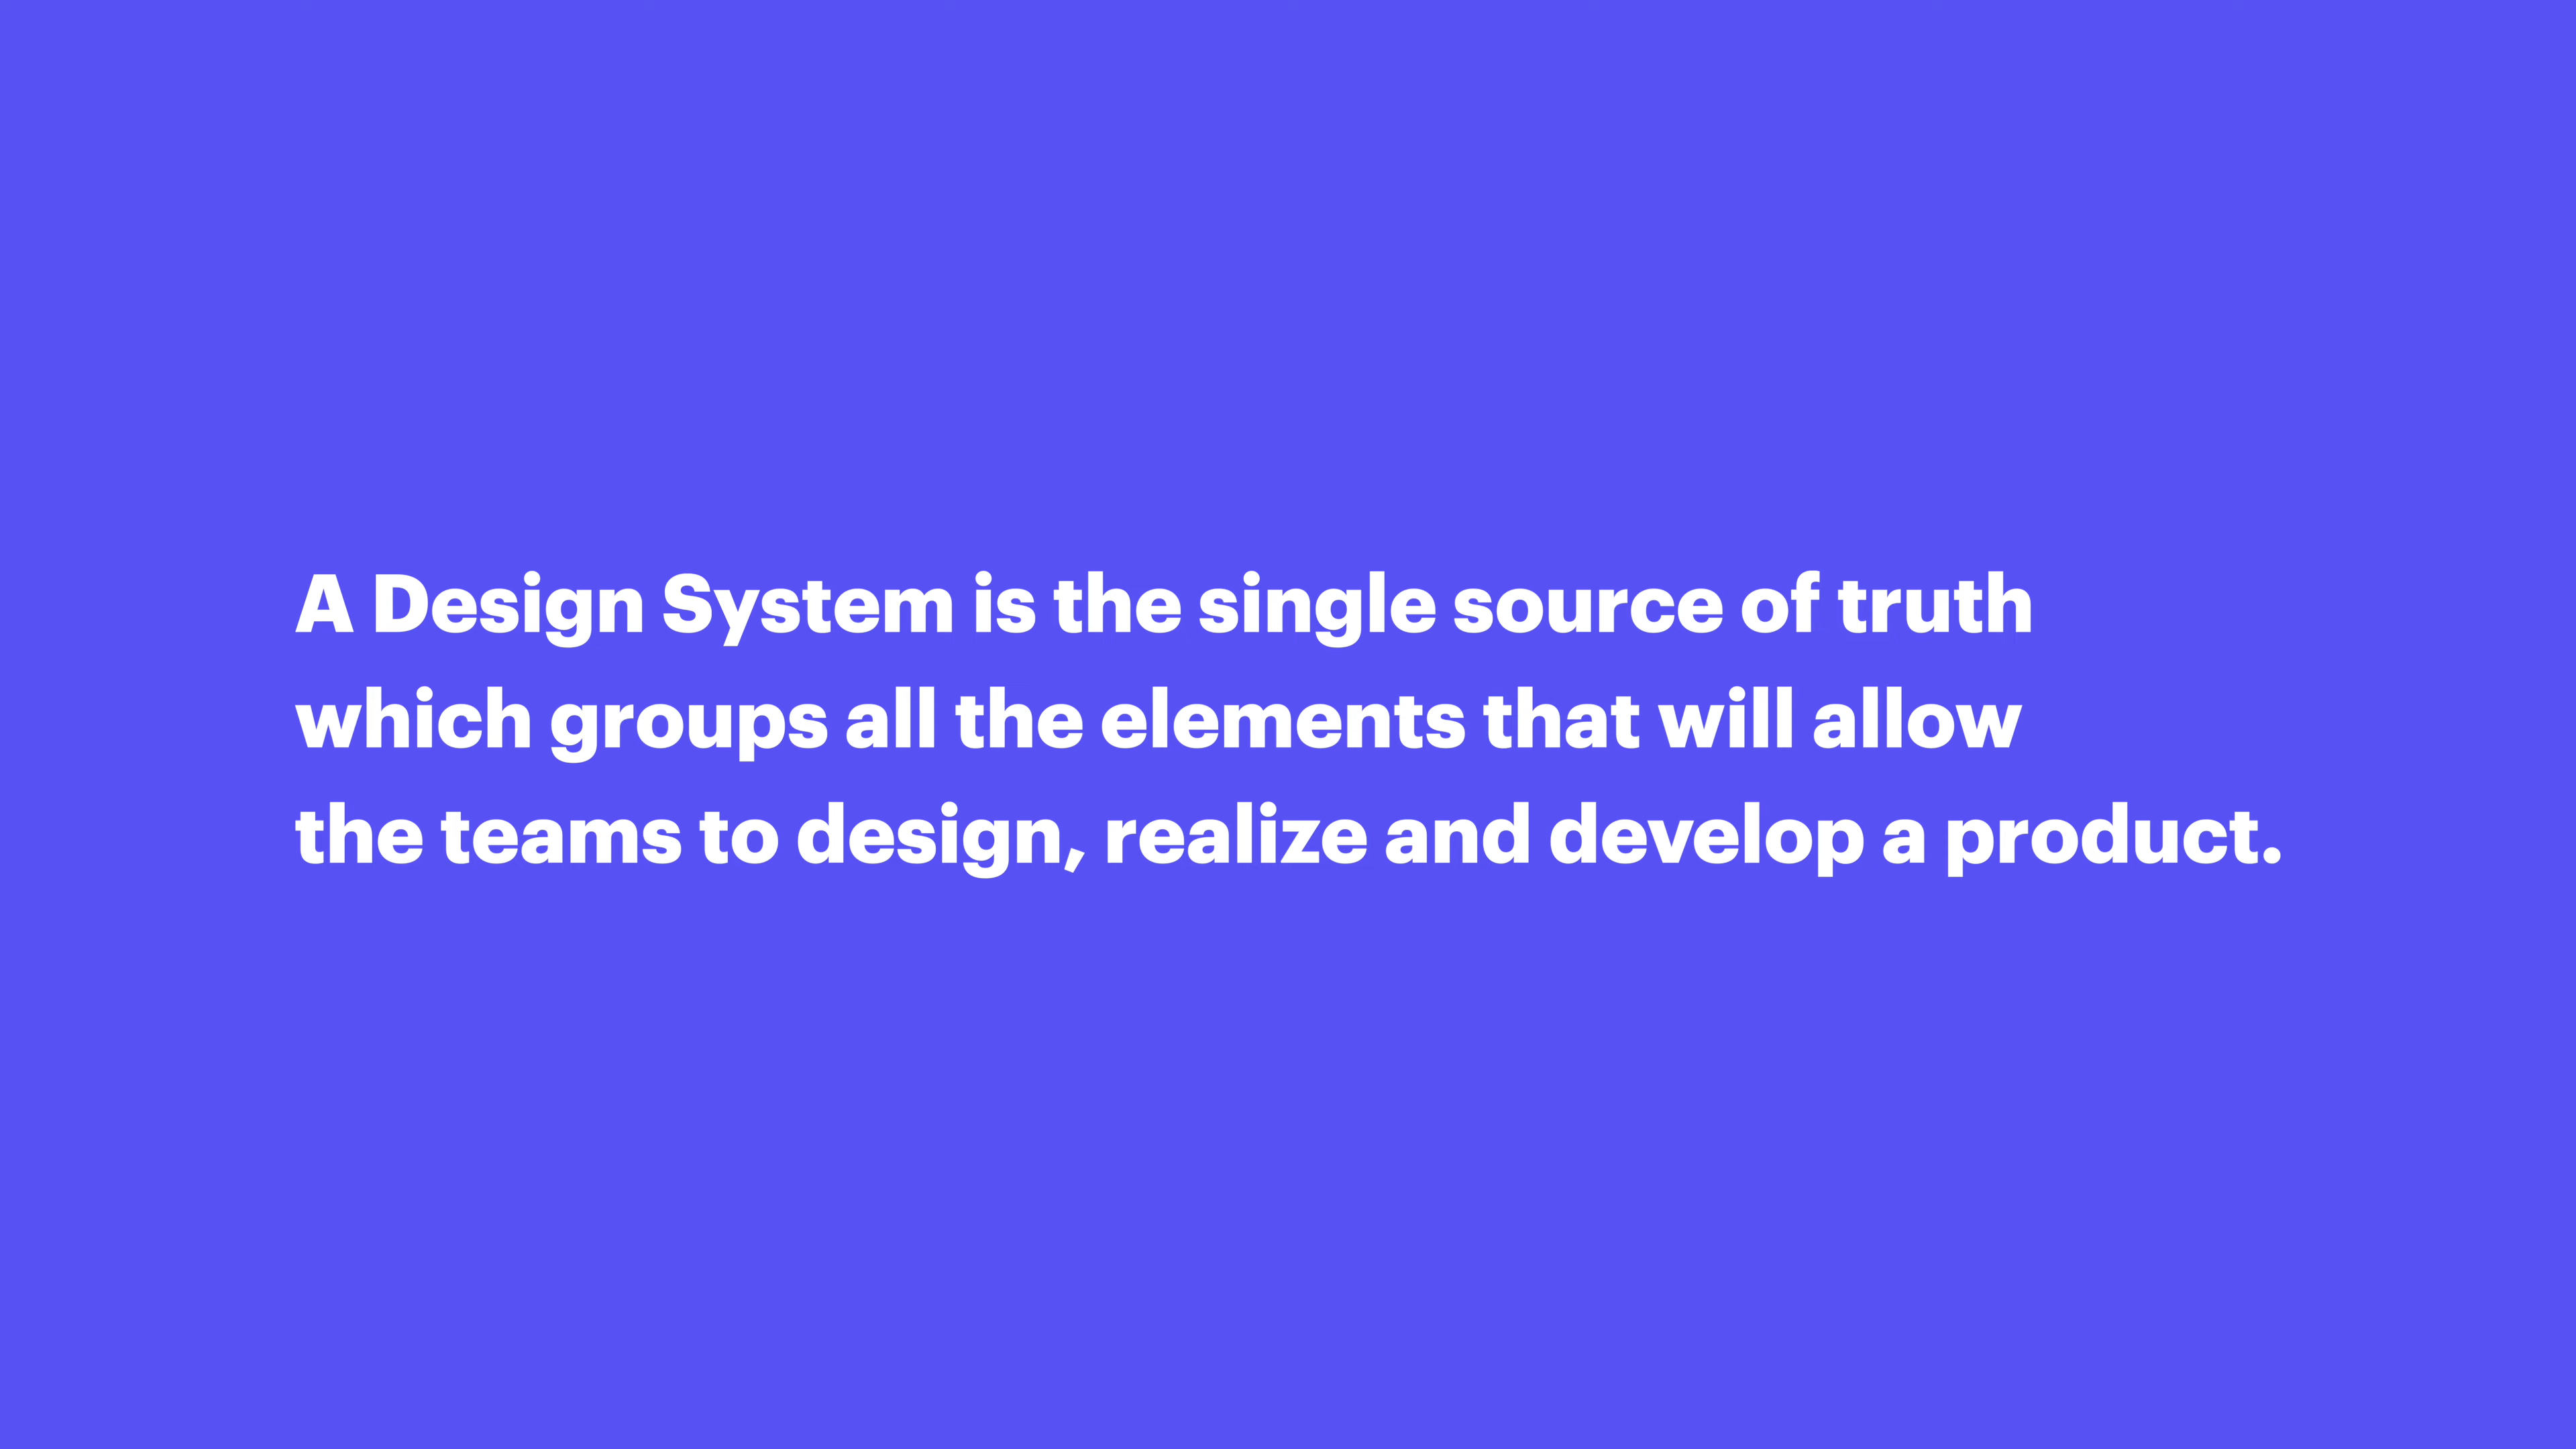 A Design System is the single source of truth
which groups all the elements that will allow
the teams to design, realize and develop a product.